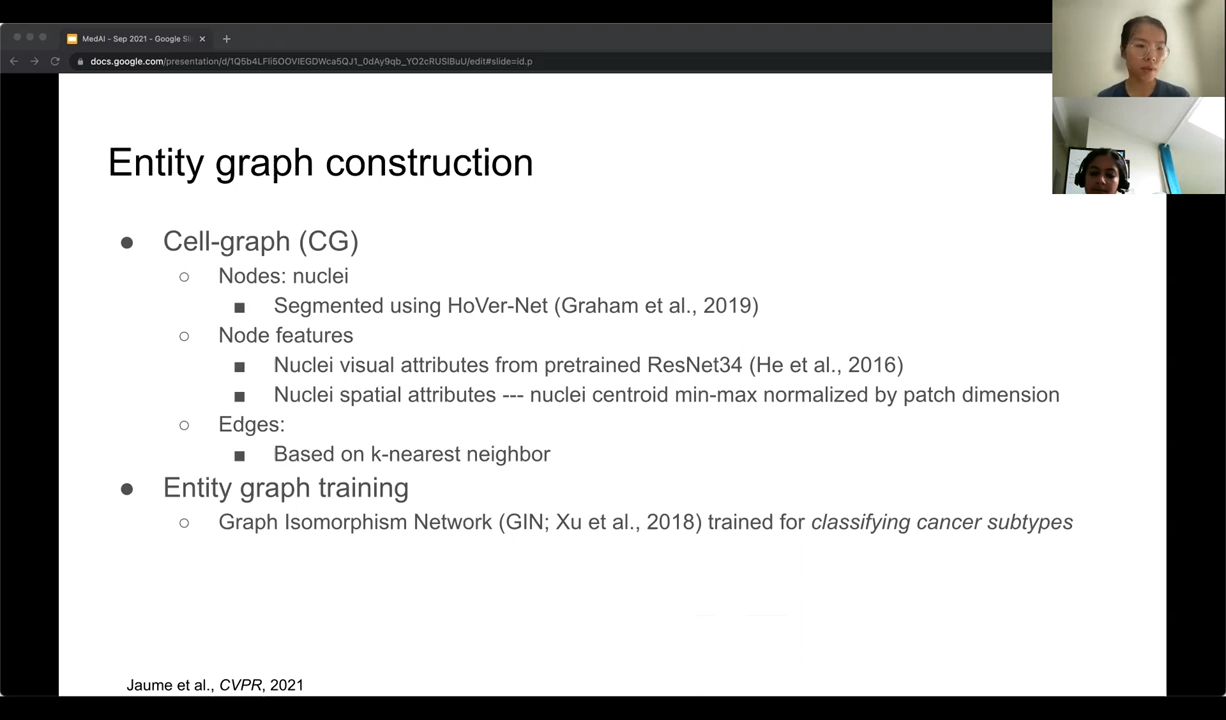 MedAI - Sep 2021 - Google Sli
docs.google.com/presentation/d/1Q5b4LFli5OOVIEGDWca5QJ1_0dAy9qb_YO2cRUSlBuU/edit#slide=id.p
Entity graph construction
● Cell-graph (CG)
○ Nodes: nuclei
■ Segmented using HoVer-Net (Graham et al., 2019)
○ Node features
■ Nuclei visual attributes from pretrained ResNet34 (He et al., 2016)
■ Nuclei spatial attributes --- nuclei centroid min-max normalized by patch dimension
○ Edges:
■ Based on k-nearest neighbor
● Entity graph training
○ Graph Isomorphism Network (GIN; Xu et al., 2018) trained for classifying cancer subtypes
Jaume et al., CVPR, 2021